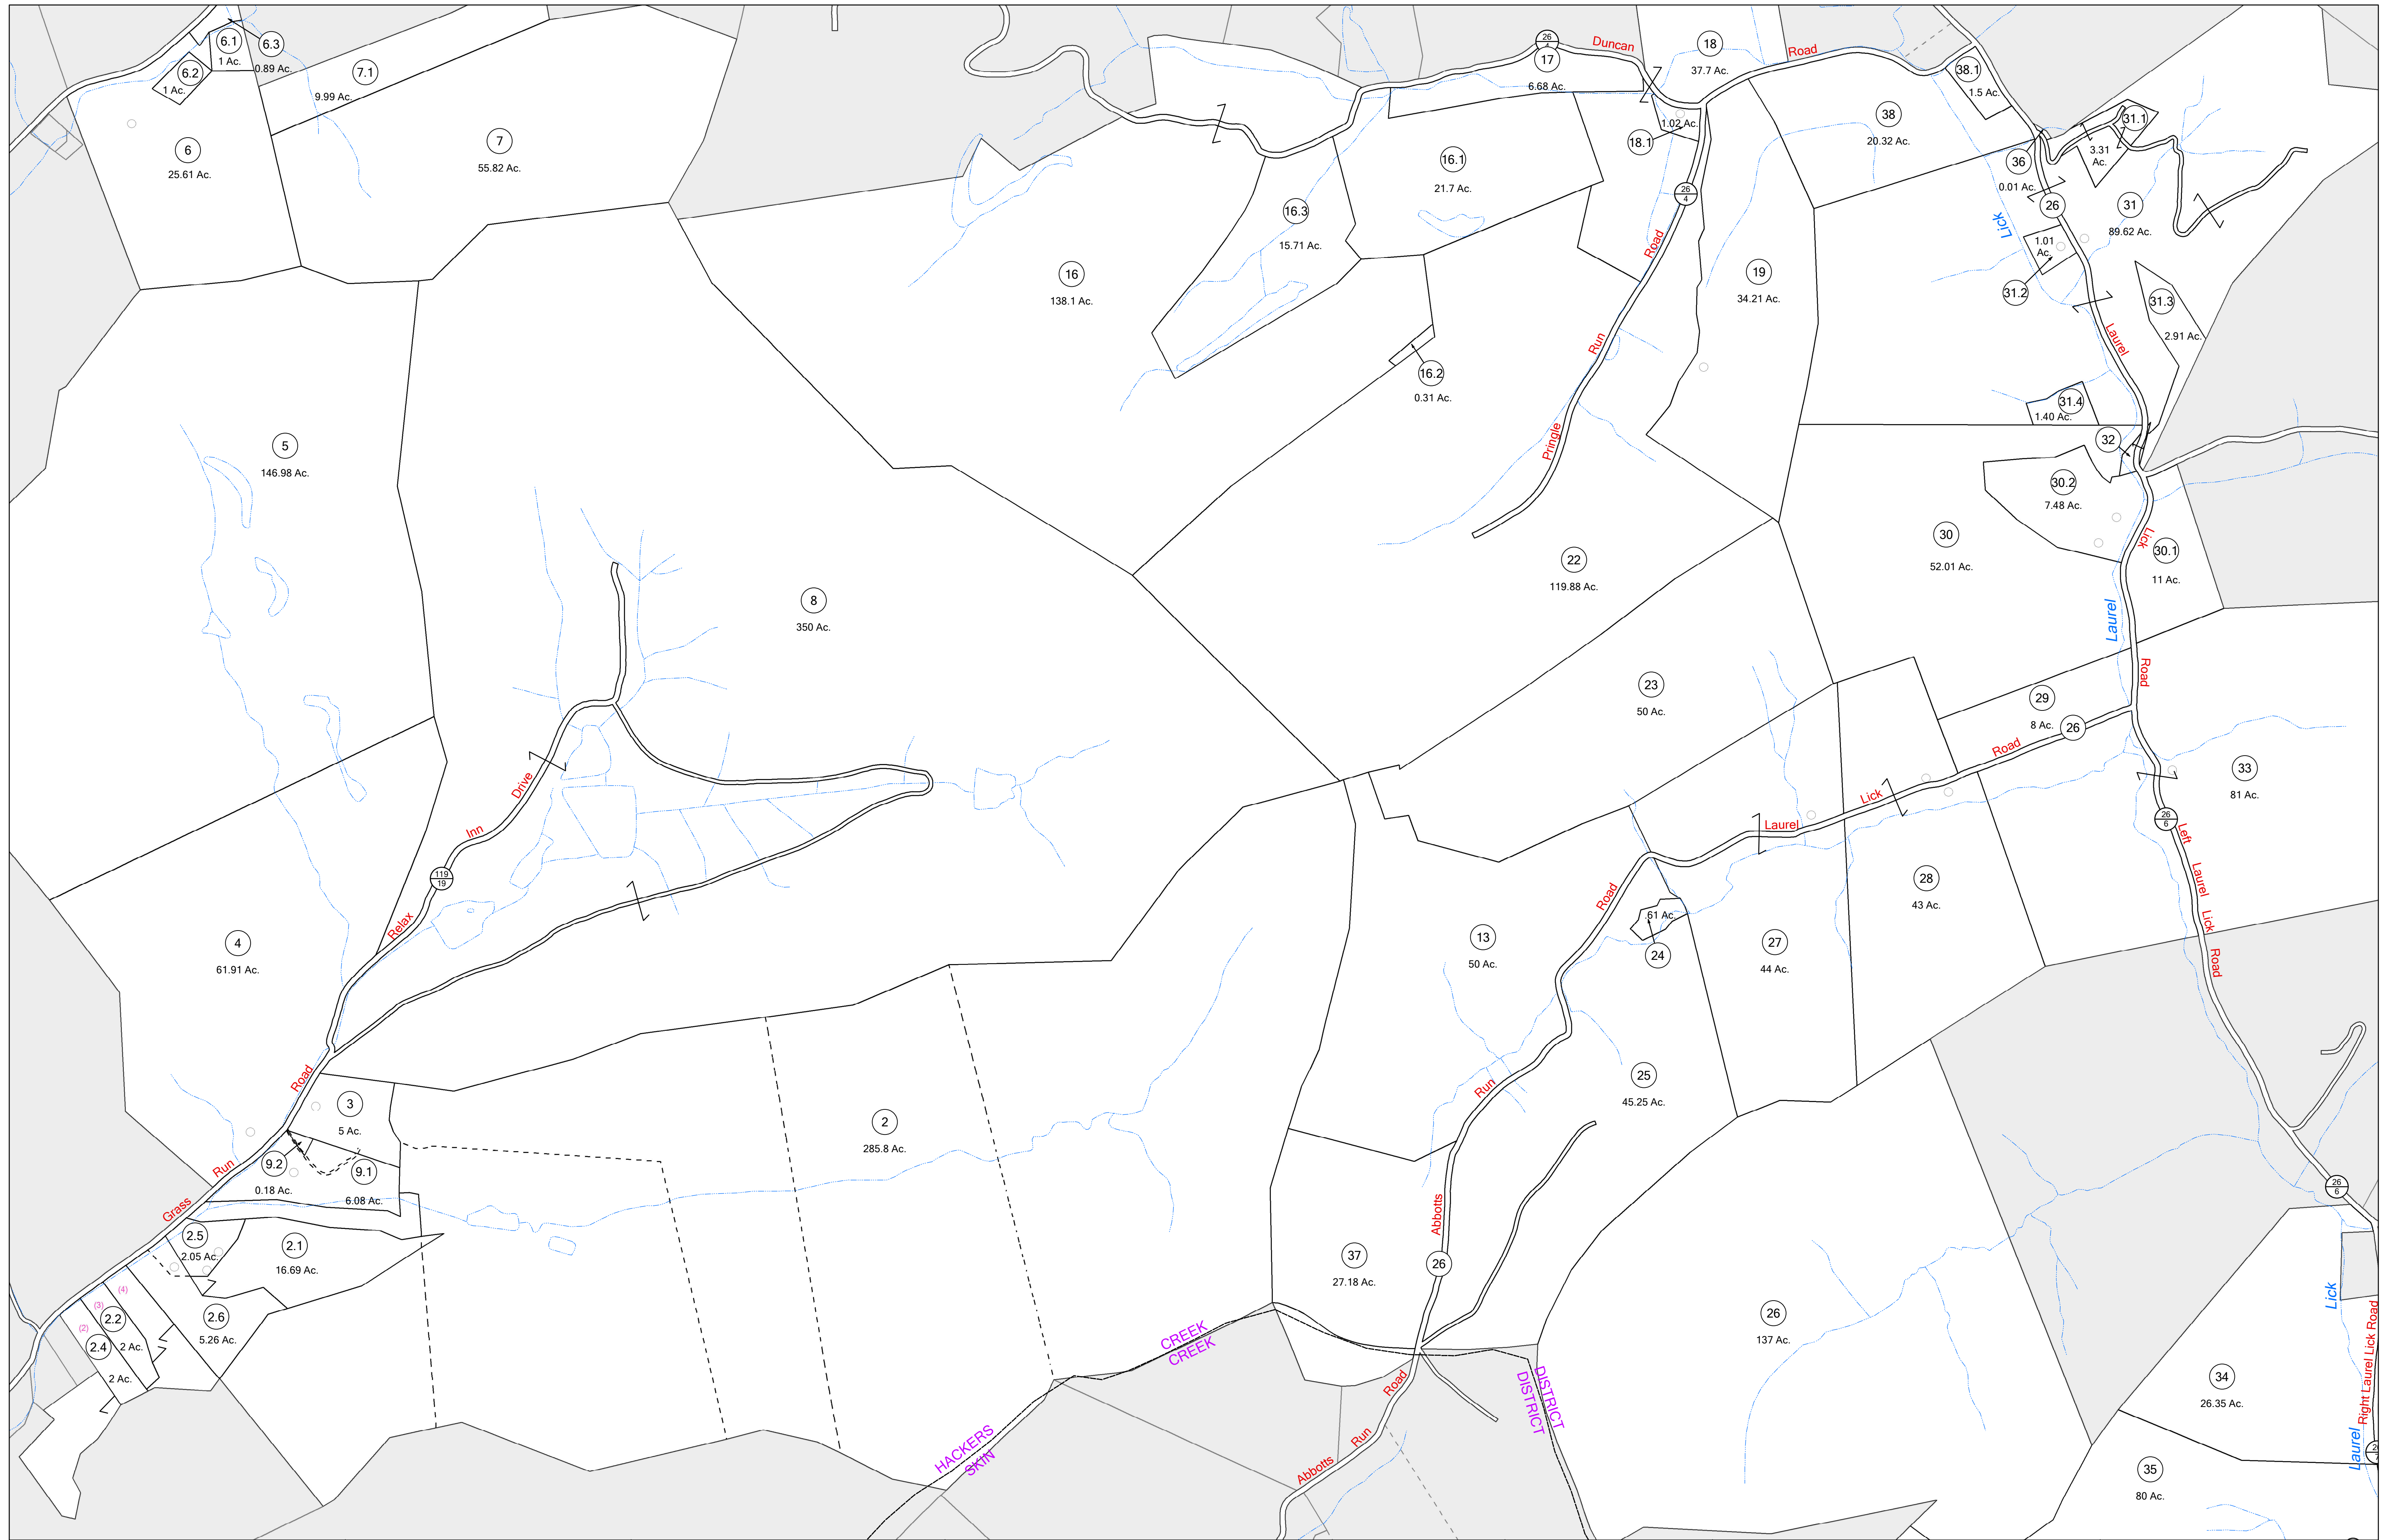 6.1
1 Ac.
6.3
0.89 Ac.
6.2
1 Ac.
7.1
9.99 Ac.
6
25.61 Ac.
7
55.82 Ac.
26
4
17
6.68 Ac.
Duncan
18
37.7 Ac.
Road
38.1
1.5 Ac.
18.1
1.02 Ac.
38
20.32 Ac.
31.1
3.31
Ac.
36
0.01 Ac.
26
31
89.62 Ac.
16.1
21.7 Ac.
16.3
15.71 Ac.
26
4
Road
Lick
1.01
Ac.
31.2
16
138.1 Ac.
19
34.21 Ac.
31.3
2.91 Ac.
Laurel
Run
16.2
0.31 Ac.
31.4
1.40 Ac.
Pringle
32
5
146.98 Ac.
30.2
7.48 Ac.
30
52.01 Ac.
Lick
30.1
11 Ac.
22
119.88 Ac.
8
350 Ac.
Laurel
Road
23
50 Ac.
29
8 Ac.
26
Road
Lick
Laurel
33
81 Ac.
26
6
Left
Laurel
Lick
Road
Drive
Inn
119
19
Relax
4
61.91 Ac.
Road
.61 Ac.
24
13
50 Ac.
27
44 Ac.
28
43 Ac.
Road
3
5 Ac.
9.2
0.18 Ac.
9.1
6.08 Ac.
Run
Grass
2
285.8 Ac.
Run
25
45.25 Ac.
Abbotts
26
6
2.5
2.05 Ac.
2.1
16.69 Ac.
37
27.18 Ac.
26
(4)
(3)
(2)
2.2
2 Ac.
2.4
2 Ac.
2.6
5.26 Ac.
CREEK
CREEK
26
137 Ac.
Lick
Right Laurel Lick Road
34
26.35 Ac.
Road
DISTRICT
DISTRICT
HACKERS
SKIN
Run
Abbotts
Laurel
35
80 Ac.